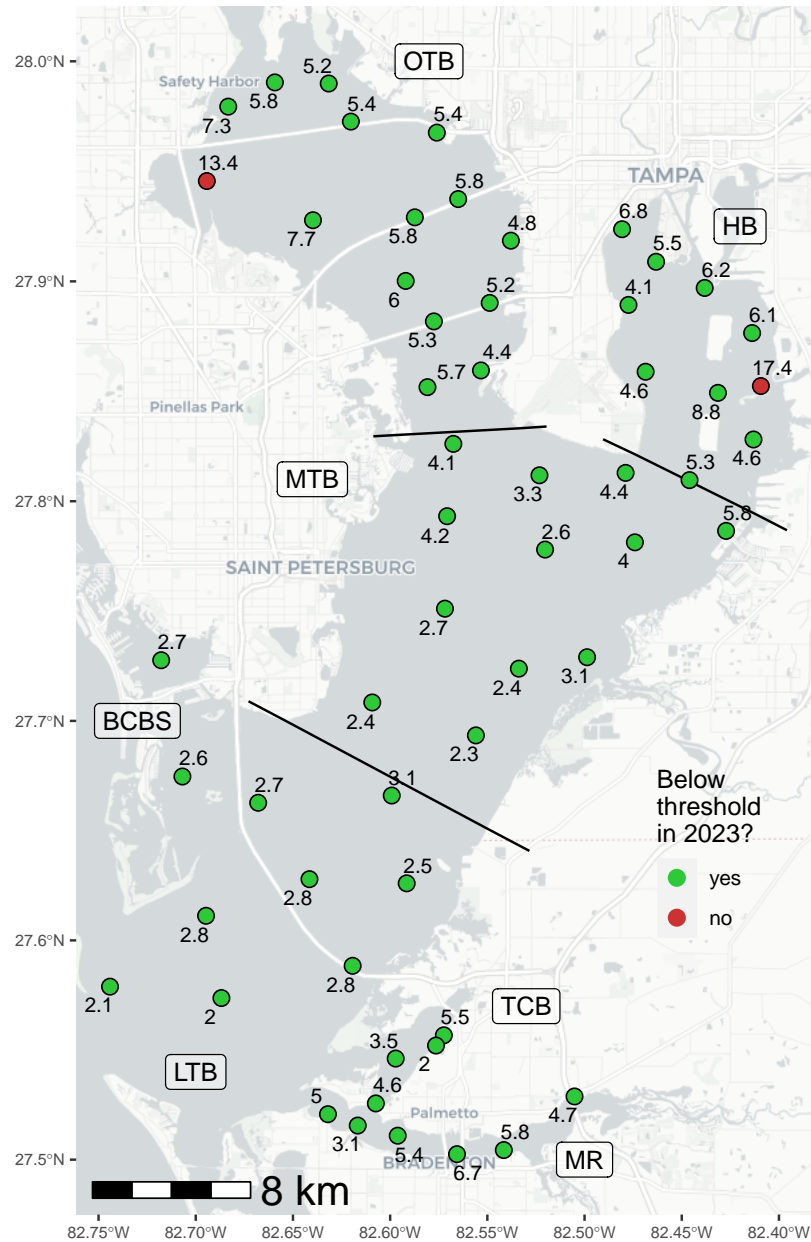 OTB
28.0°N
5.2
Safety Harbor
5.8
5.4
5.4
7.3
13.4
TAMPA
5.8
6.8
HB
7.7
5.8
4.8
5.5
27.9°N
6.2
4.1
6
5.2
6.1
5.3
4.4
5.7
17.4
4.6
8.8
Pinellas Park
4.1
4.6
MTB
5.3
3.3
4.4
27.8°N
5.8
4.2
2.6
4
SAINT PETERSBURG
2.7
2.7
2.4
3.1
BCBS
27.7°N
2.4
2.3
2.6
2.7
3.1
Below
threshold
in 2023?
yes
no
2.8
2.5
2.8
27.6°N
2.8
2.1
2
TCB
5.5
3.5
2
LTB
4.6
5
Palmetto
4.7
3.1
5.4
5.8
BRADENTON
6.7
MR
27.5°N
8 km
82.75°W
82.70°W
82.65°W
82.60°W
82.55°W
82.50°W
82.45°W
82.40°W